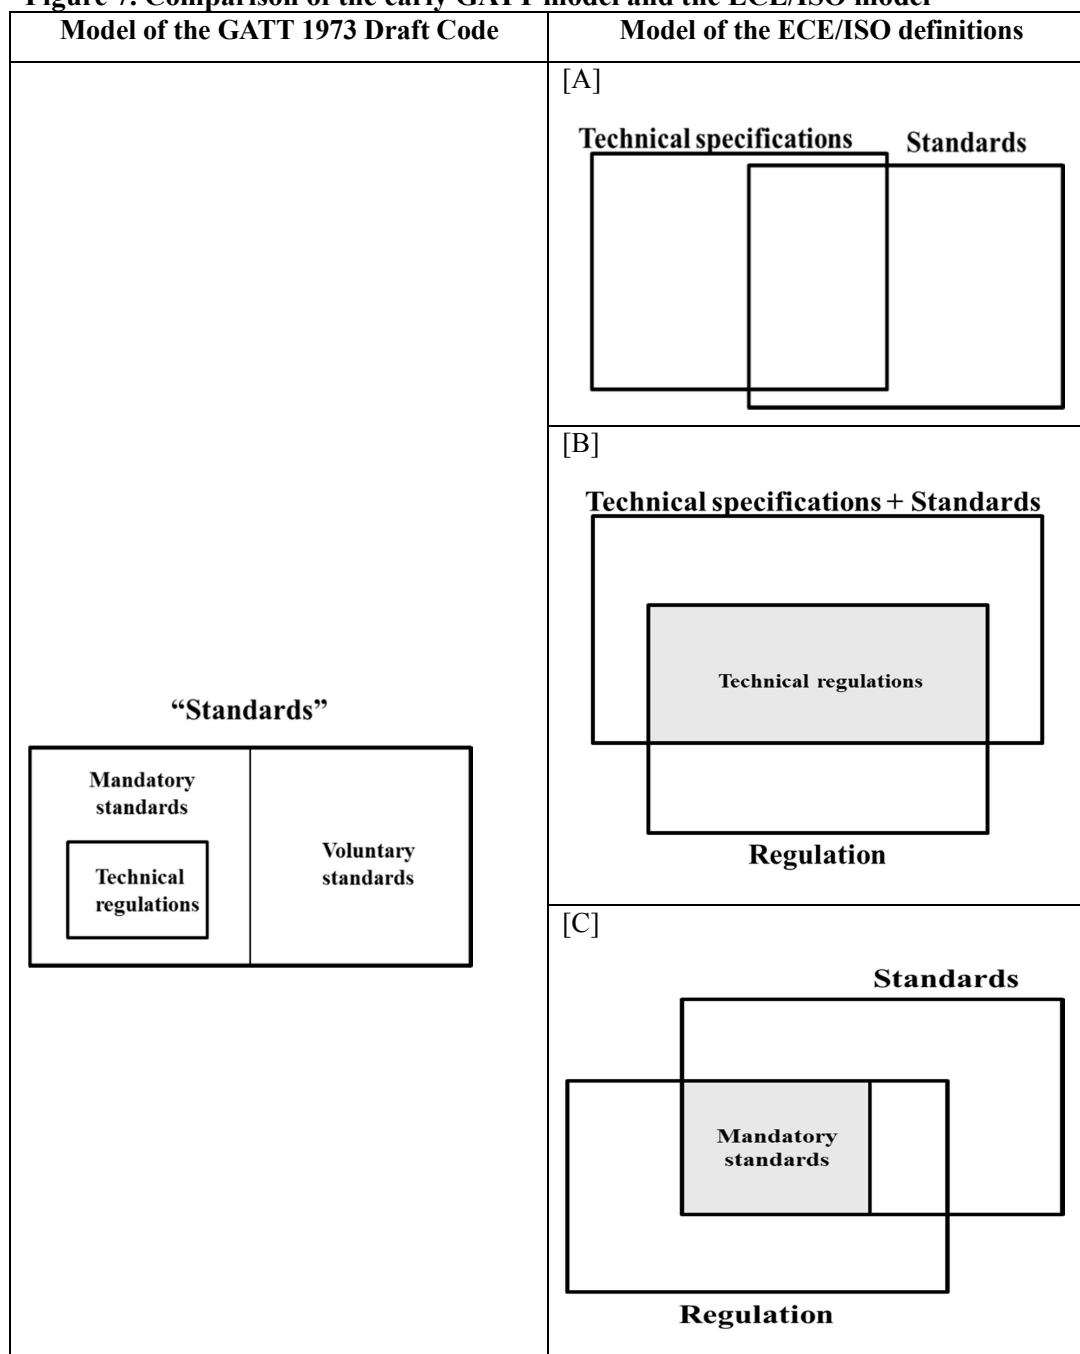 Figure 7. Comparison of the early GATT model and the ECE/ISO model
Model of the GATT 1973 Draft Code
Model of the ECE/ISO definitions
“Standards”
Mandatory
standards
Technical
regulations
Voluntary
standards
[A]
Technical specifications
Standards
[B]
Technical specifications + Standards
Technical regulations
Regulation
[C]
Standards
Mandatory
standards
Regulation